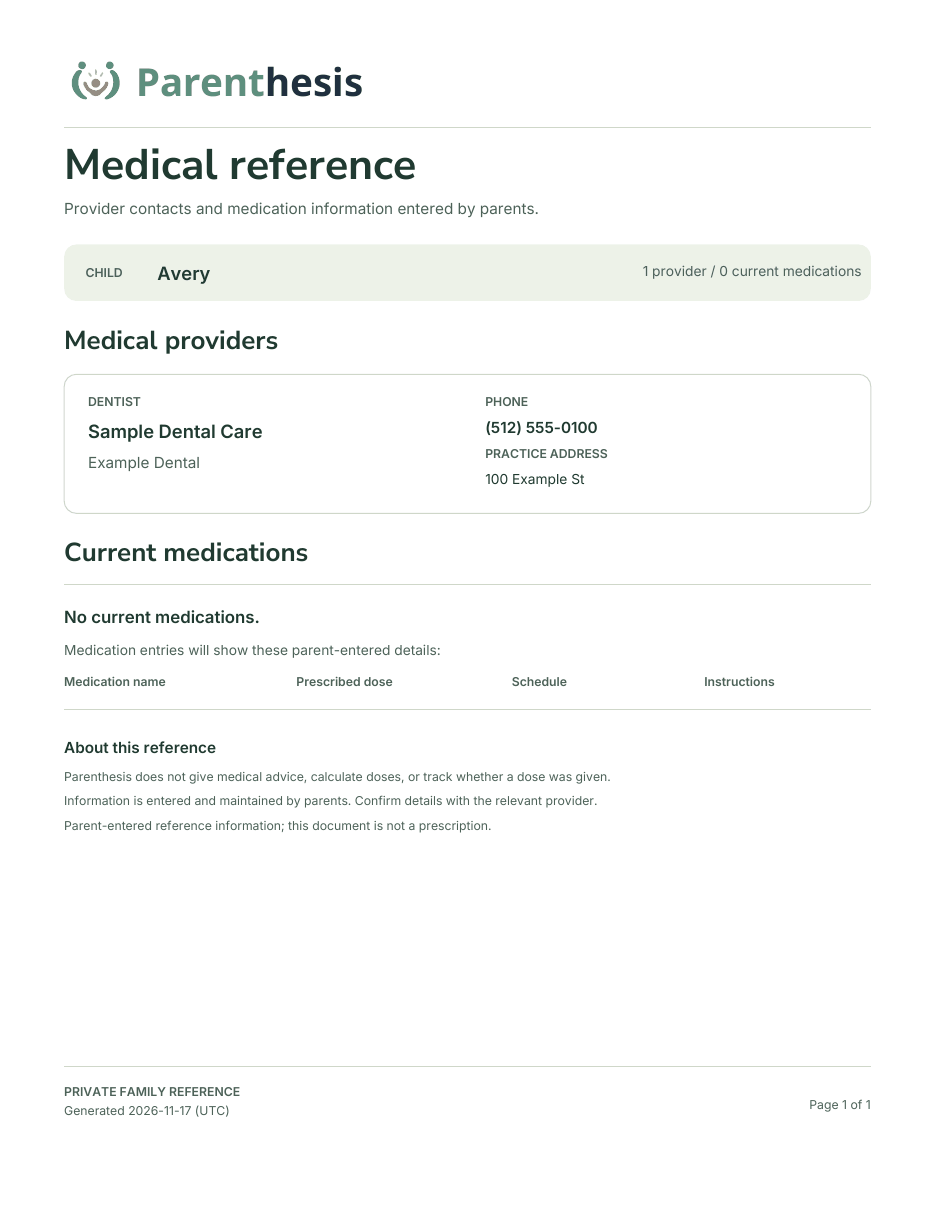 Parenthesis
Medical reference
Provider contacts and medication information entered by parents.
CHILD Avery 1 provider / 0 current medications
Medical providers
DENTIST
Sample Dental Care
Example Dental
PHONE
(512) 555-0100
PRACTICE ADDRESS
100 Example St
Current medications
No current medications.
Medication entries will show these parent-entered details:
Medication name Prescribed dose Schedule Instructions
About this reference
Parenthesis does not give medical advice, calculate doses, or track whether a dose was given.
Information is entered and maintained by parents. Confirm details with the relevant provider.
Parent-entered reference information; this document is not a prescription.
PRIVATE FAMILY REFERENCE
Generated 2026-11-17 (UTC)
Page 1 of 1